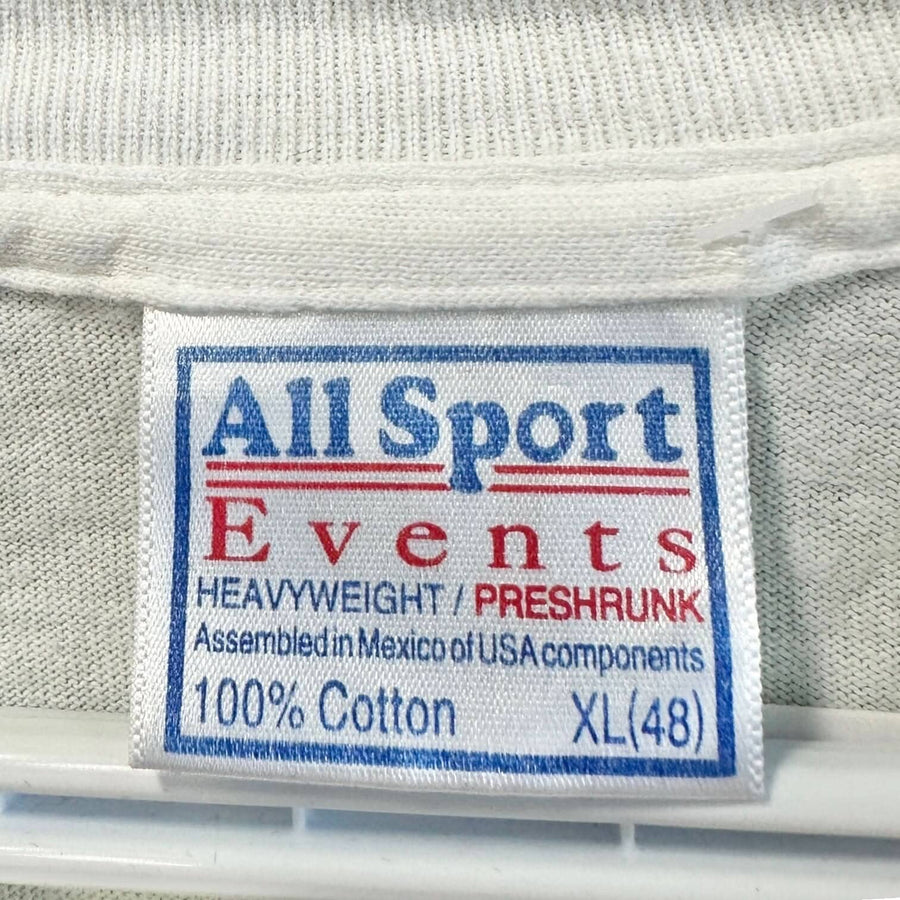 All Sport
Events
HEAVYWEIGHT / PRESHRUNK
Assembled in Mexico of USA components
100% Cotton XL(48)